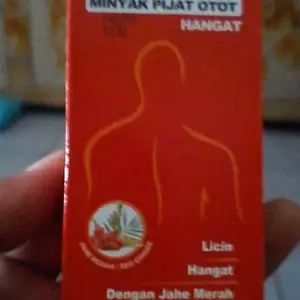 MINYAK PIJAT OTOT
HANGAT
Licin
Hangat
Dengan Jahe Merah